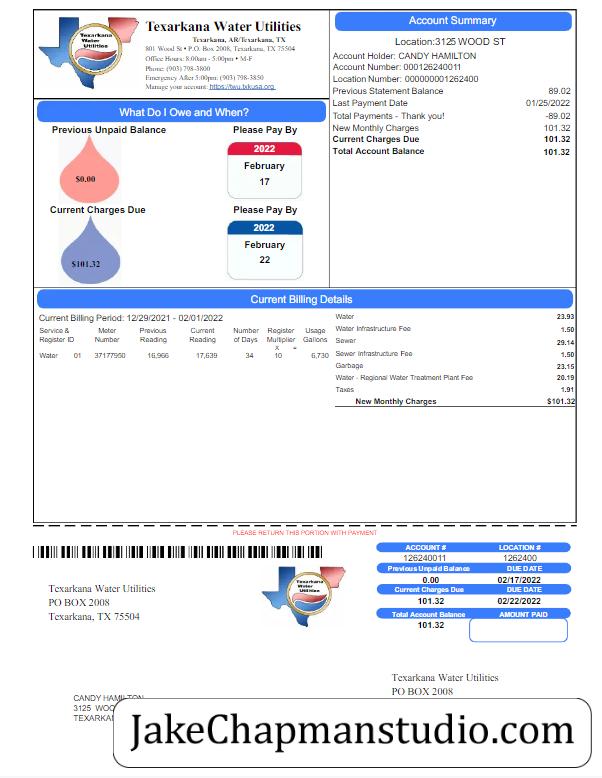 Texarkana Water Utilities
Texarkana Water Utilities
Texarkana, AR/Texarkana, TX
801 Wood St • P.O. Box 2008, Texarkana, TX 75504
Office Hours: 8:00am - 5:00pm • M-F
Phone: (903) 798-3800
Emergency After 5:00pm: (903) 798-3850
Manage your account: https://twu.txkusa.org
Account Summary
Location:3125 WOOD ST
Account Holder: CANDY HAMILTON
Account Number: 000126240011
Location Number: 000000001262400
Previous Statement Balance 89.02
Last Payment Date 01/25/2022
Total Payments - Thank you! -89.02
New Monthly Charges 101.32
Current Charges Due 101.32
Total Account Balance 101.32
What Do I Owe and When?
Previous Unpaid Balance Please Pay By
$0.00
2022
February
17
Current Charges Due Please Pay By
$101.32
2022
February
22
Current Billing Details
Current Billing Period: 12/29/2021 - 02/01/2022
Service & Meter Previous Current Number Register Usage
Register ID Number Reading Reading of Days Multiplier Gallons
X =
Water 01 37177950 16,966 17,639 34 10 6,730
Water 23.93
Water Infrastructure Fee 1.50
Sewer 29.14
Sewer Infrastructure Fee 1.50
Garbage 23.15
Water - Regional Water Treatment Plant Fee 20.19
Taxes 1.91
New Monthly Charges $101.32
PLEASE RETURN THIS PORTION WITH PAYMENT
Texarkana Water Utilities
PO BOX 2008
Texarkana, TX 75504
Texarkana Water Utilities
ACCOUNT # LOCATION #
126240011 1262400
Previous Unpaid Balance DUE DATE
0.00 02/17/2022
Current Charges Due DUE DATE
101.32 02/22/2022
Total Account Balance AMOUNT PAID
101.32
Texarkana Water Utilities
PO BOX 2008
CANDY HAMILTON
3125 WOO
TEXARKA
JakeChapmanstudio.com